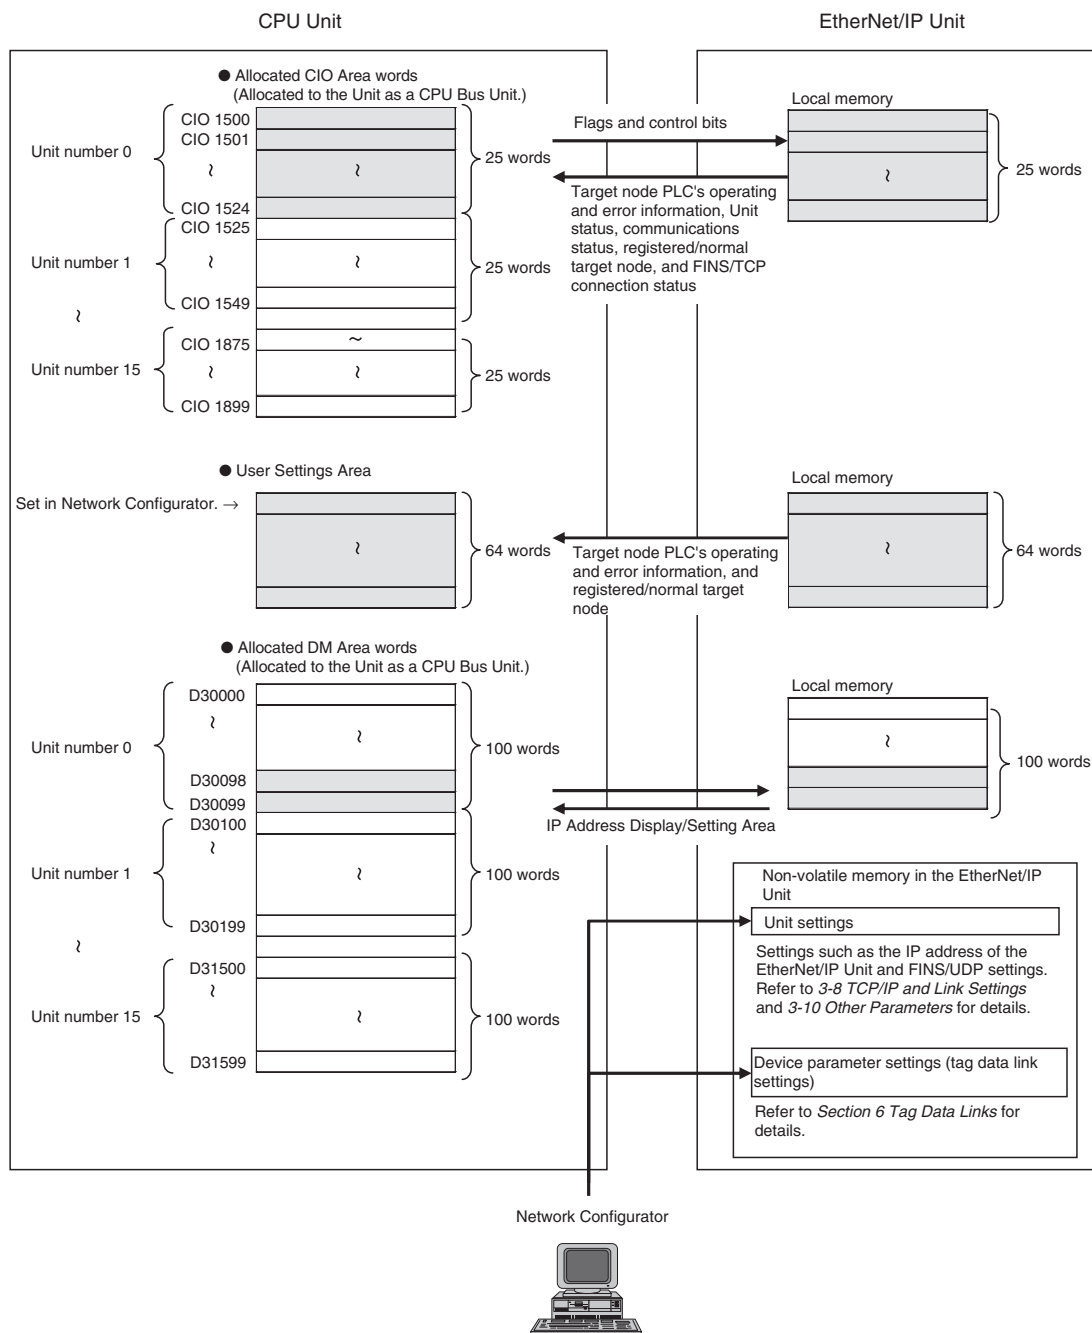 CPU Unit
EtherNet/IP Unit
● Allocated CIO Area words
(Allocated to the Unit as a CPU Bus Unit.)
Unit number 0
CIO 1500
CIO 1501
~
~
CIO 1524
25 words
Unit number 1
CIO 1525
~
~
CIO 1549
25 words
~
Unit number 15
CIO 1875
~
~
~
CIO 1899
25 words
Flags and control bits
Target node PLC's operating
and error information, Unit
status, communications
status, registered/normal
target node, and FINS/TCP
connection status
Local memory
~
25 words
● User Settings Area
Set in Network Configurator. →
~
64 words
Target node PLC's operating
and error information, and
registered/normal target
node
Local memory
~
64 words
● Allocated DM Area words
(Allocated to the Unit as a CPU Bus Unit.)
Unit number 0
D30000
~
~
D30098
D30099
100 words
Unit number 1
D30100
~
~
D30199
100 words
~
Unit number 15
D31500
~
~
D31599
100 words
IP Address Display/Setting Area
Local memory
~
100 words
Non-volatile memory in the EtherNet/IP
Unit
Unit settings
Settings such as the IP address of the
EtherNet/IP Unit and FINS/UDP settings.
Refer to 3-8 TCP/IP and Link Settings
and 3-10 Other Parameters for details.
Device parameter settings (tag data link
settings)
Refer to Section 6 Tag Data Links for
details.
Network Configurator